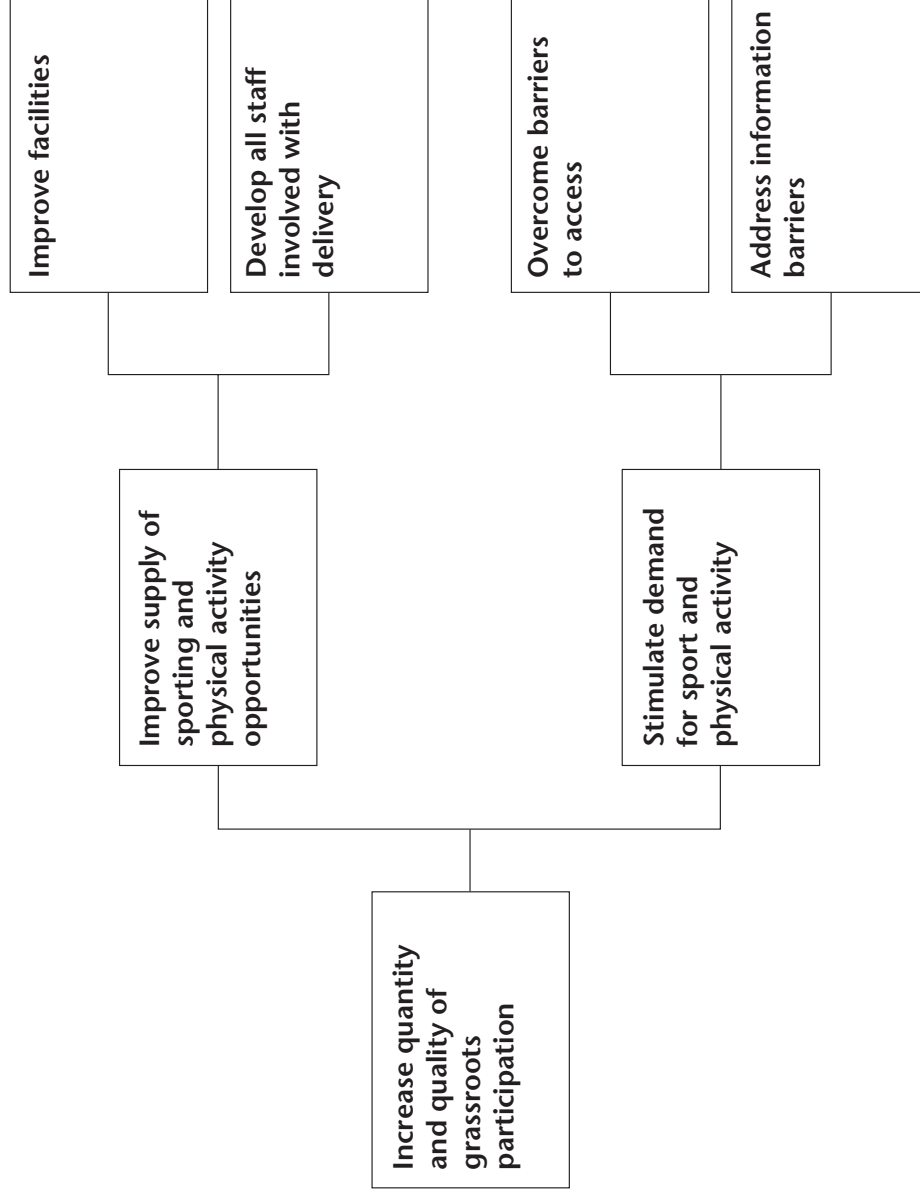 Increase quantity
and quality of
grassroots
participation
Improve supply of
sporting and
physical activity
opportunities
Stimulate demand
for sport and
physical activity
Improve facilities
Develop all staff
involved with
delivery
Overcome barriers
to access
Address information
barriers